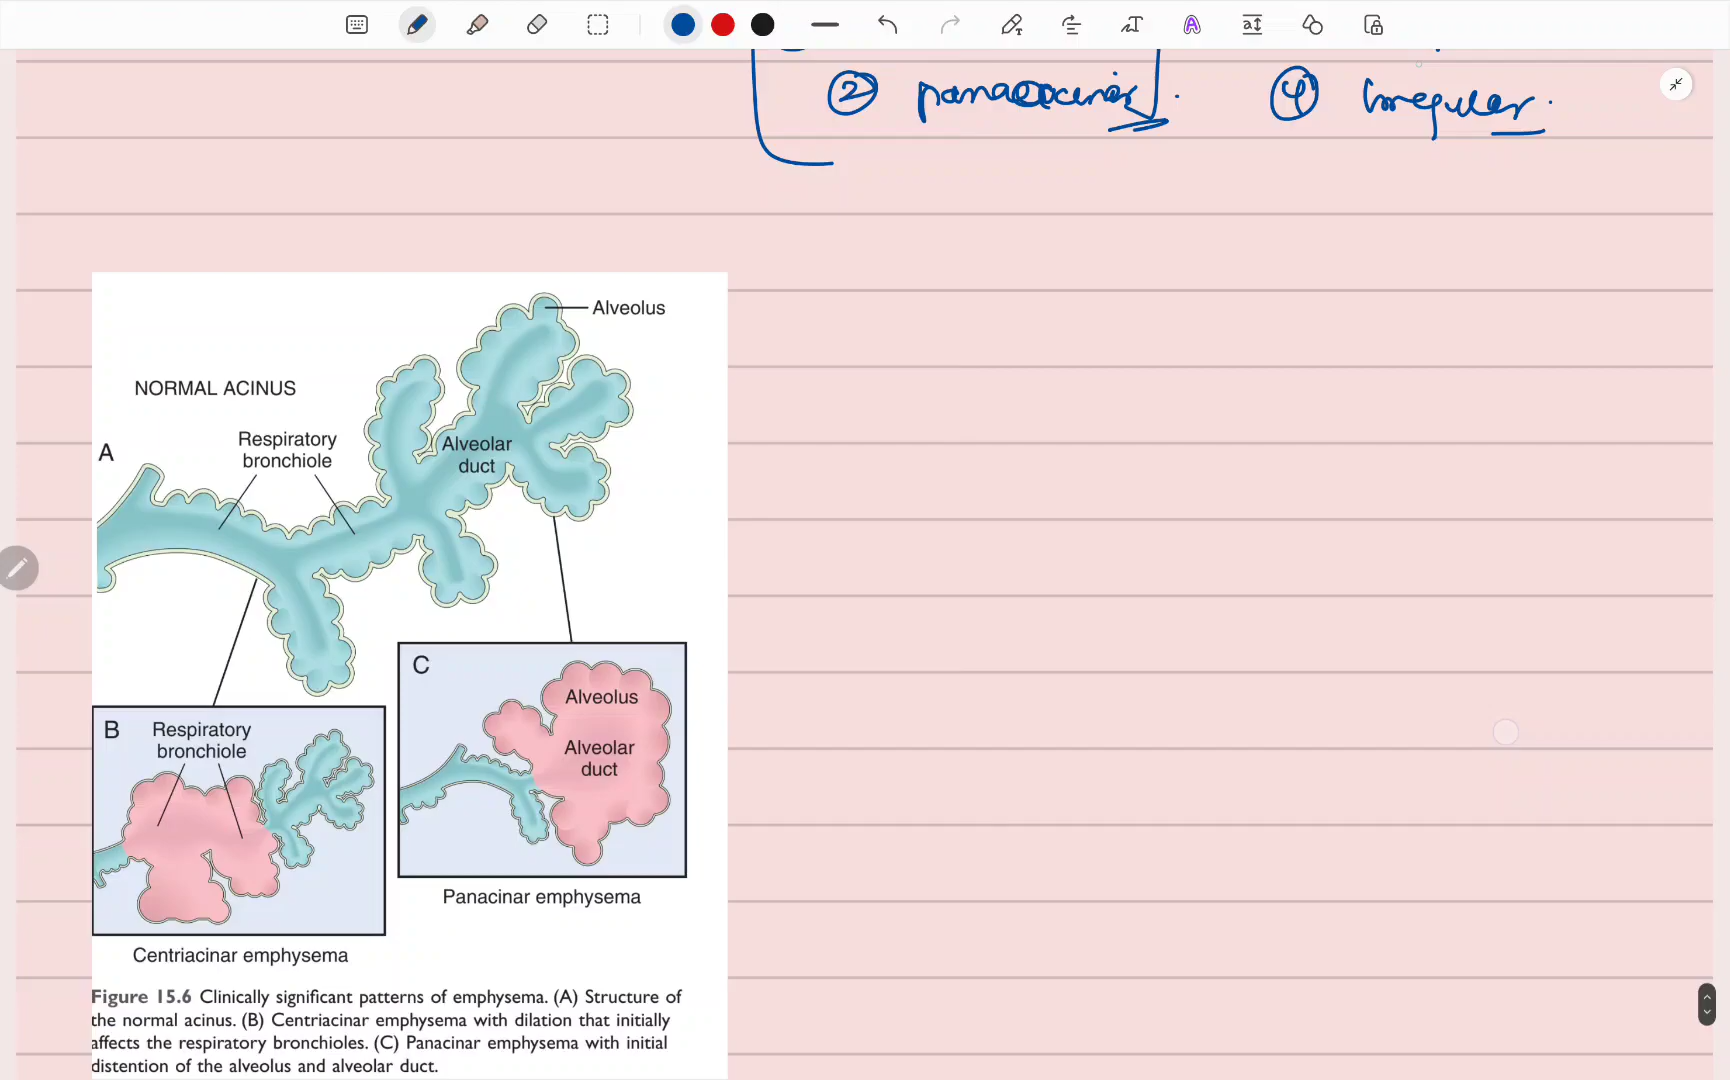 ② panacinar. ④ Irregular.
Alveolus
NORMAL ACINUS
Respiratory
bronchiole
A
Alveolar
duct
C
Alveolus
Alveolar
duct
B
Respiratory
bronchiole
Panacinar emphysema
Centriacinar emphysema
Figure 15.6 Clinically significant patterns of emphysema. (A) Structure of
the normal acinus. (B) Centriacinar emphysema with dilation that initially
affects the respiratory bronchioles. (C) Panacinar emphysema with initial
distention of the alveolus and alveolar duct.